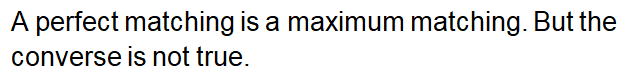 A perfect matching is a maximum matching. But the
converse is not true.